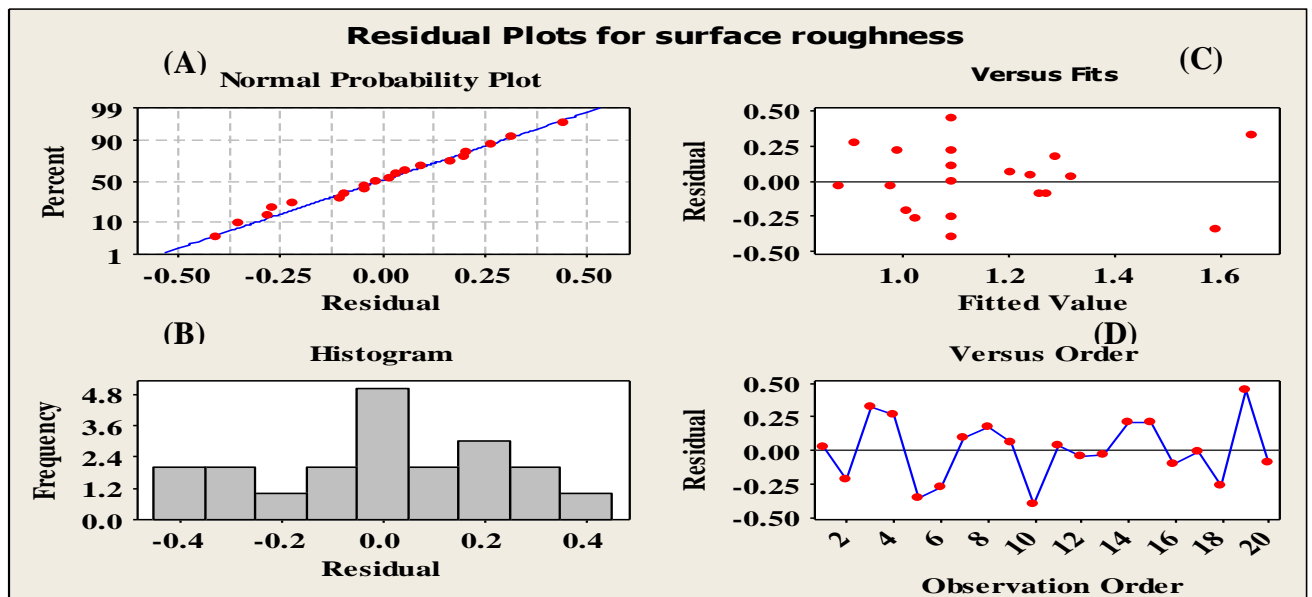 Residual Plots for surface roughness
(A)
Normal Probability Plot
99
90
50
10
1
Percent
-0.50 -0.25 0.00 0.25 0.50
Residual
(C)
Versus Fits
0.50
0.25
0.00
-0.25
-0.50
Residual
1.0 1.2 1.4 1.6
Fitted Value
(B)
Histogram
4.8
3.6
2.4
1.2
0.0
Frequency
-0.4 -0.2 0.0 0.2 0.4
Residual
(D)
Versus Order
0.50
0.25
0.00
-0.25
-0.50
Residual
2 4 6 8 10 12 14 16 18 20
Observation Order